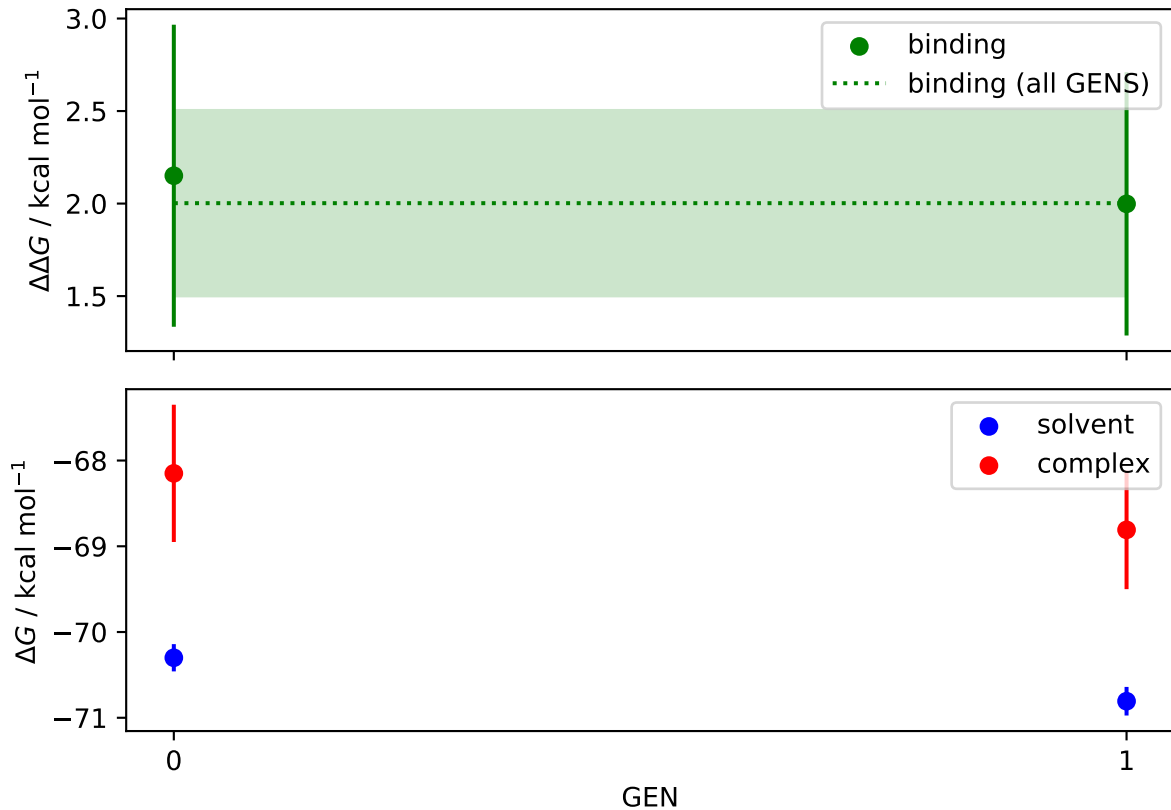 3.0
2.5
2.0
1.5
ΔΔG / kcal mol⁻¹
binding
binding (all GENS)
0
1
−68
−69
−70
−71
ΔG / kcal mol⁻¹
solvent
complex
GEN